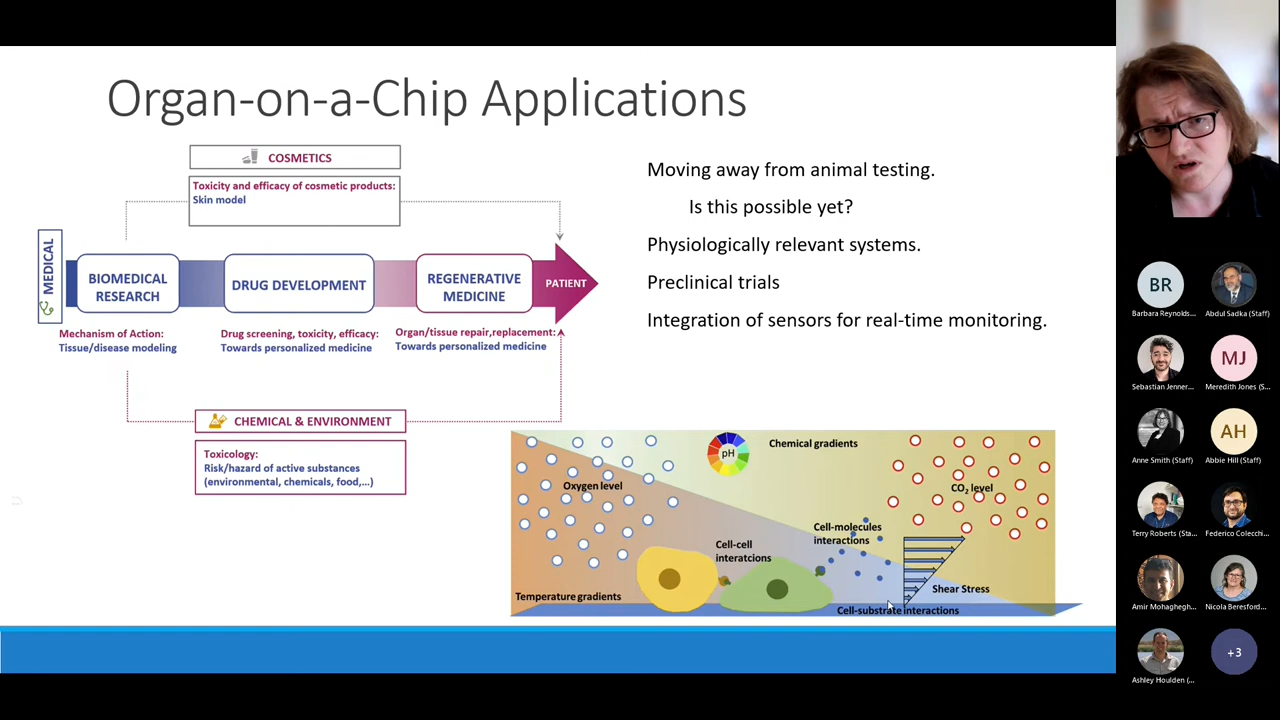 Organ-on-a-Chip Applications
COSMETICS
Toxicity and efficacy of cosmetic products:
Skin model
MEDICAL
BIOMEDICAL
RESEARCH
DRUG DEVELOPMENT
REGENERATIVE
MEDICINE
PATIENT
Mechanism of Action:
Tissue/disease modeling
Drug screening, toxicity, efficacy:
Towards personalized medicine
Organ/tissue repair,replacement:
Towards personalized medicine
CHEMICAL & ENVIRONMENT
Toxicology:
Risk/hazard of active substances
(environmental, chemicals, food,...)
Moving away from animal testing.
Is this possible yet?
Physiologically relevant systems.
Preclinical trials
Integration of sensors for real-time monitoring.
pH
Chemical gradients
Oxygen level
CO2 level
Cell-molecules
interactions
Cell-cell
interatcions
Shear Stress
Temperature gradients
Cell-substrate interactions
BR
Barbara Reynolds...
Abdul Sadka (Staff)
Sebastian Jenner...
MJ
Meredith Jones (S...
Anne Smith (Staff)
AH
Abbie Hill (Staff)
Terry Roberts (Sta...
Federico Colecchi...
Amir Mohaghegh...
Nicola Beresford...
Ashley Houlden (...
+3